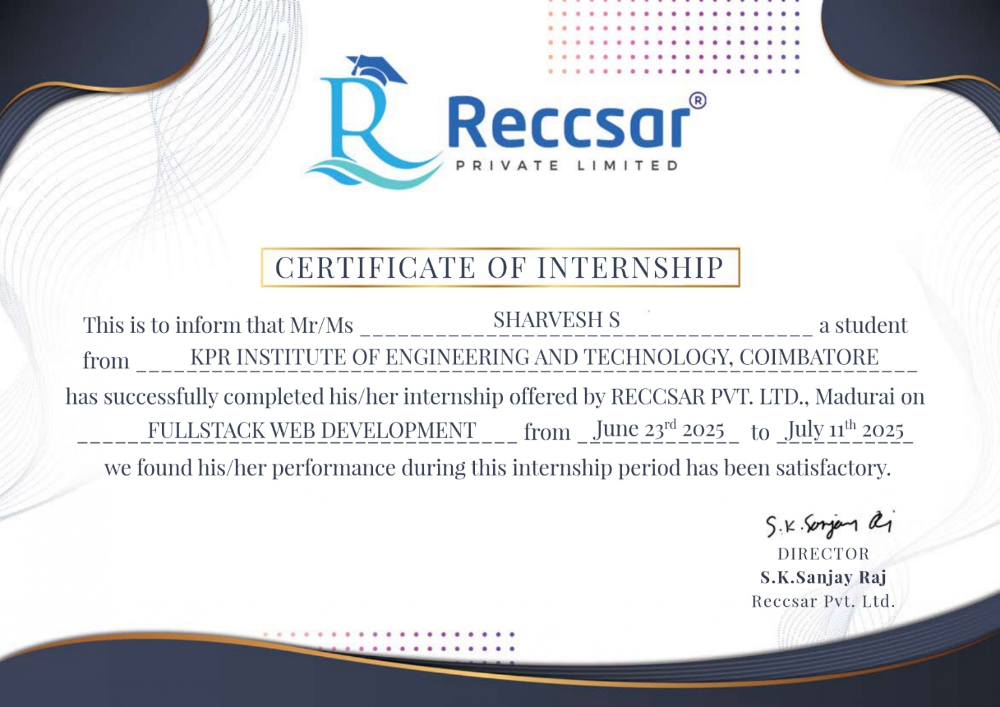 Reccsar®
PRIVATE LIMITED
CERTIFICATE OF INTERNSHIP
This is to inform that Mr/Ms SHARVESH S a student
from KPR INSTITUTE OF ENGINEERING AND TECHNOLOGY, COIMBATORE
has successfully completed his/her internship offered by RECCSAR PVT. LTD., Madurai on
FULLSTACK WEB DEVELOPMENT from June 23rd 2025 to July 11th 2025
we found his/her performance during this internship period has been satisfactory.
S.K.Sanjay Raj
DIRECTOR
S.K.Sanjay Raj
Reccsar Pvt. Ltd.